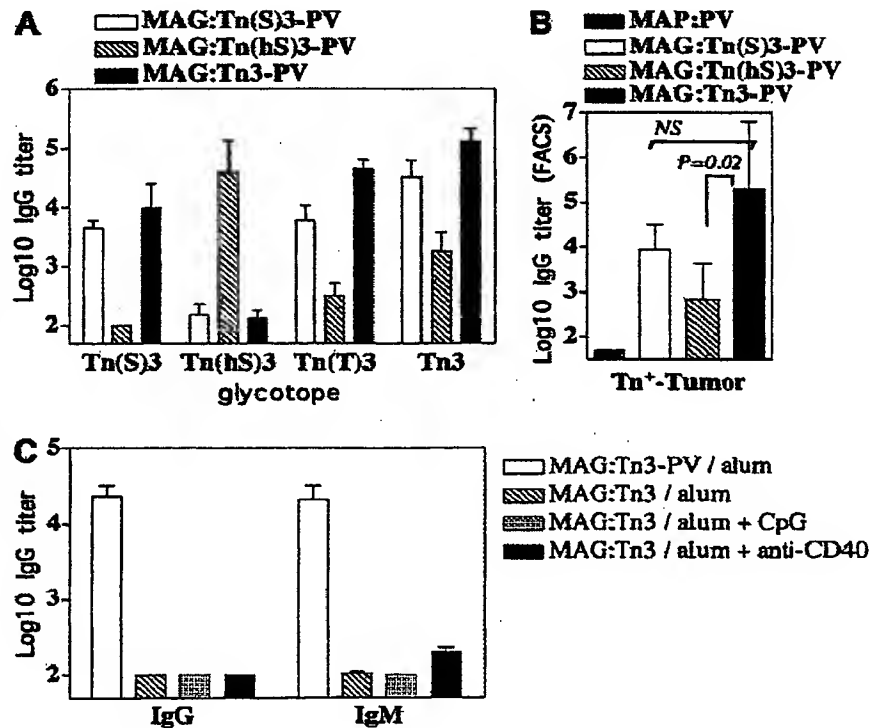 A
MAG:Tn(S)3-PV
MAG:Tn(hS)3-PV
MAG:Tn3-PV
Log10 IgG titer
6
5
4
3
2
Tn(S)3 Tn(hS)3 Tn(T)3 Tn3
glycotope
B
MAP:PV
MAG:Tn(S)3-PV
MAG:Tn(hS)3-PV
MAG:Tn3-PV
Log10 IgG titer (FACS)
7
6
5
4
3
2
NS
P=0.02
Tn+-Tumor
C
Log10 IgG titer
5
4
3
2
IgG IgM
MAG:Tn3-PV / alum
MAG:Tn3 / alum
MAG:Tn3 / alum + CpG
MAG:Tn3 / alum + anti-CD40